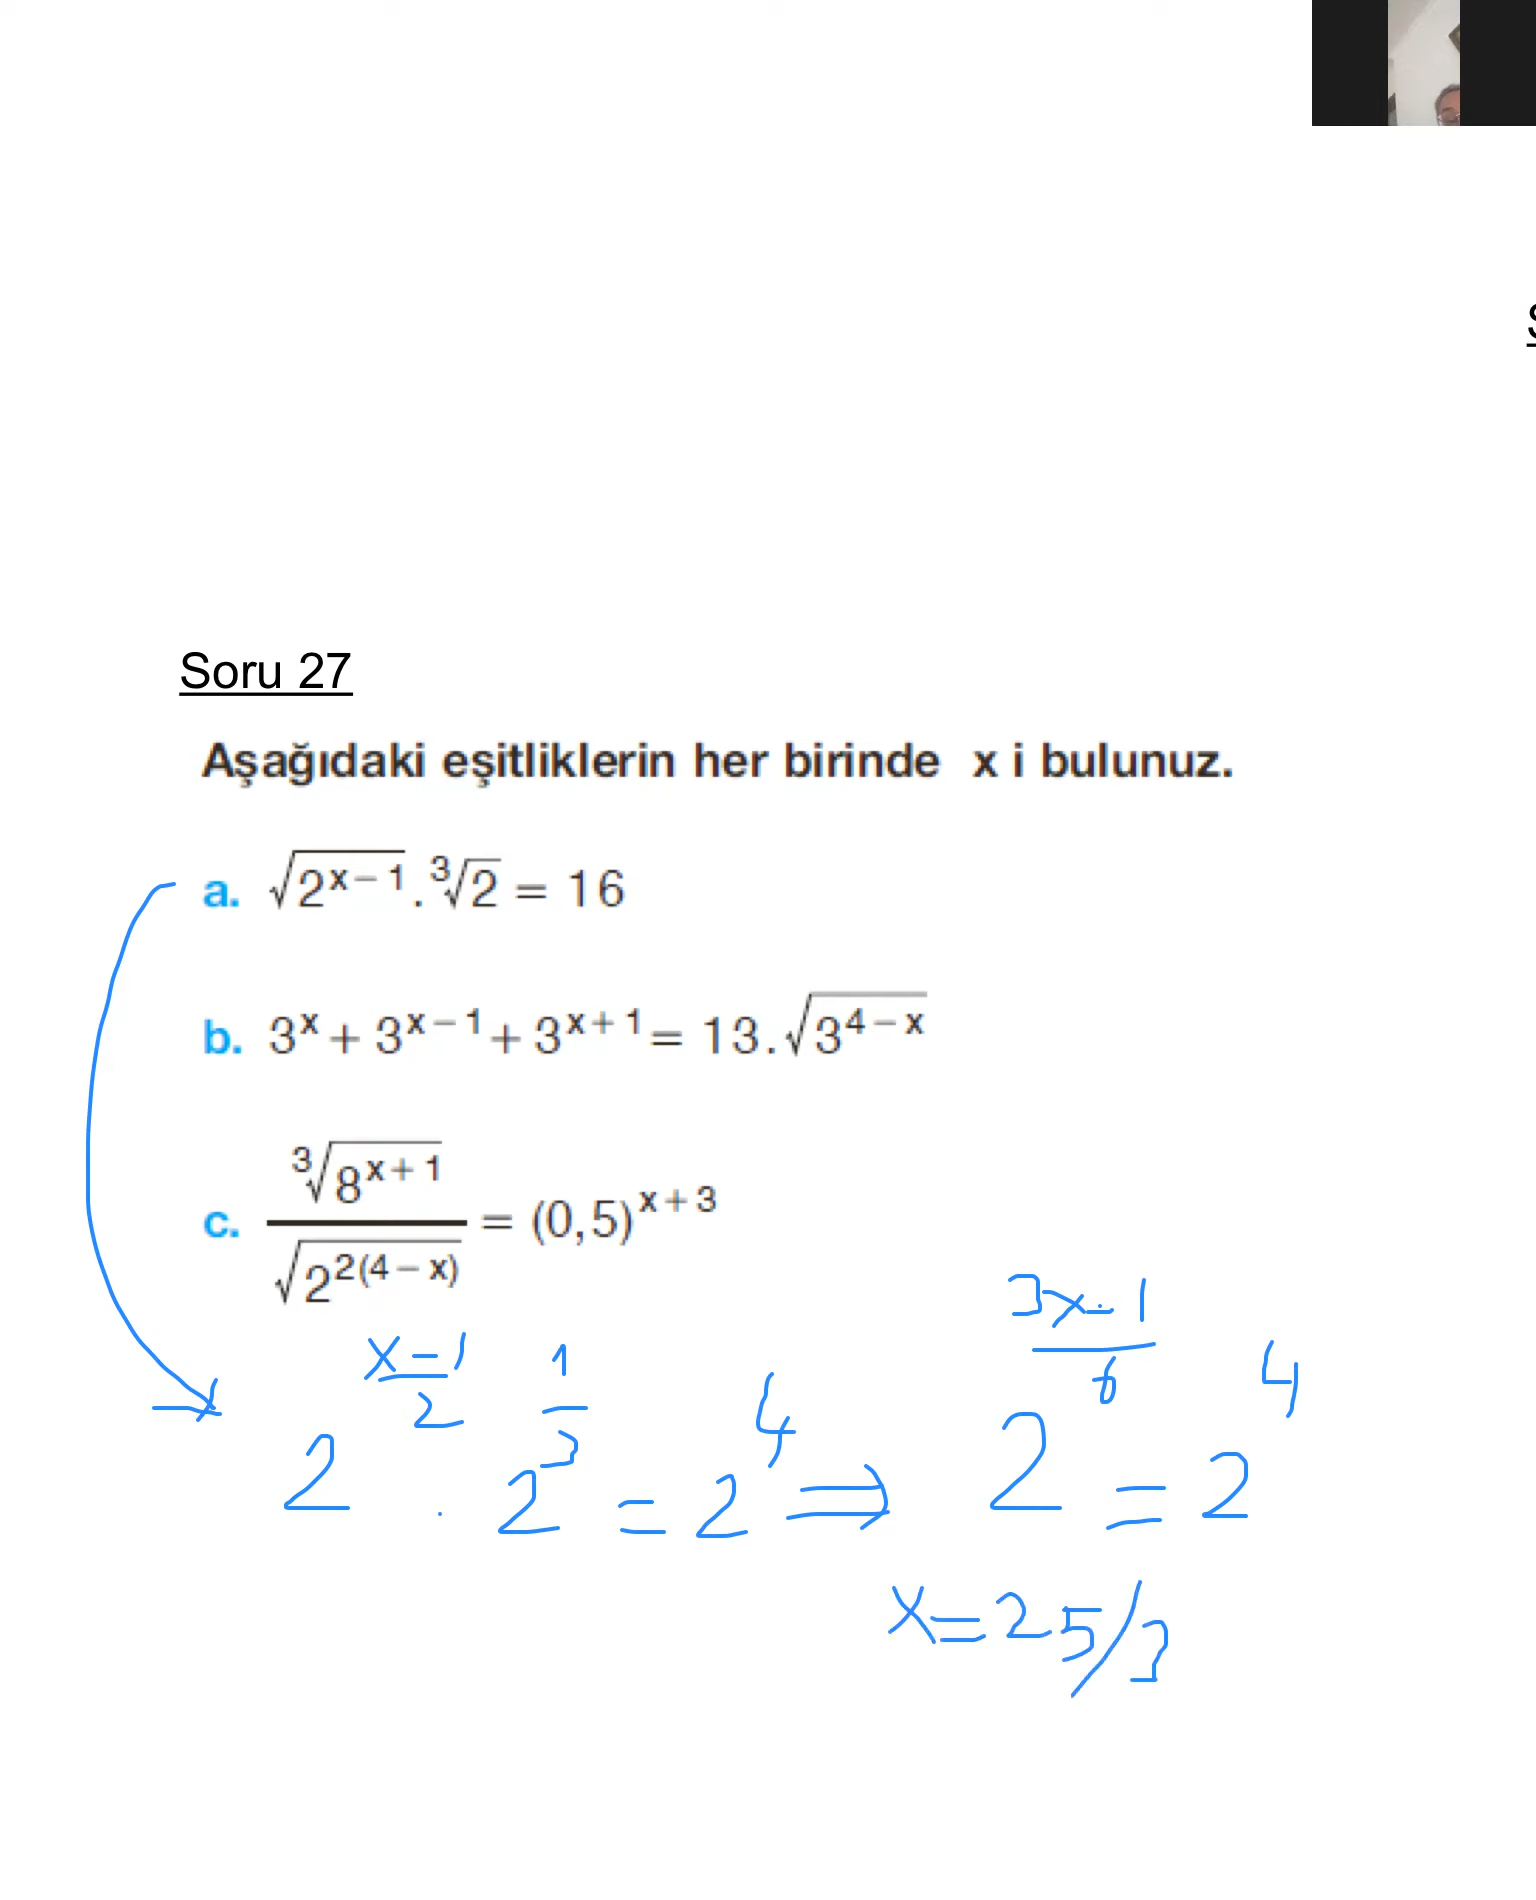 Soru 27
Aşağıdaki eşitliklerin her birinde x i bulunuz.
a. √(2^(x−1)) . ³√2 = 16
b. 3^x + 3^(x−1) + 3^(x+1) = 13.√(3^(4−x))
c. ³√(8^(x+1)) / √(2^(2(4−x))) = (0,5)^(x+3)
2^((x−1)/2) . 2^(1/3) = 2^4 ⇒ 2^((3x−1)/6) = 2^4
x=25/3